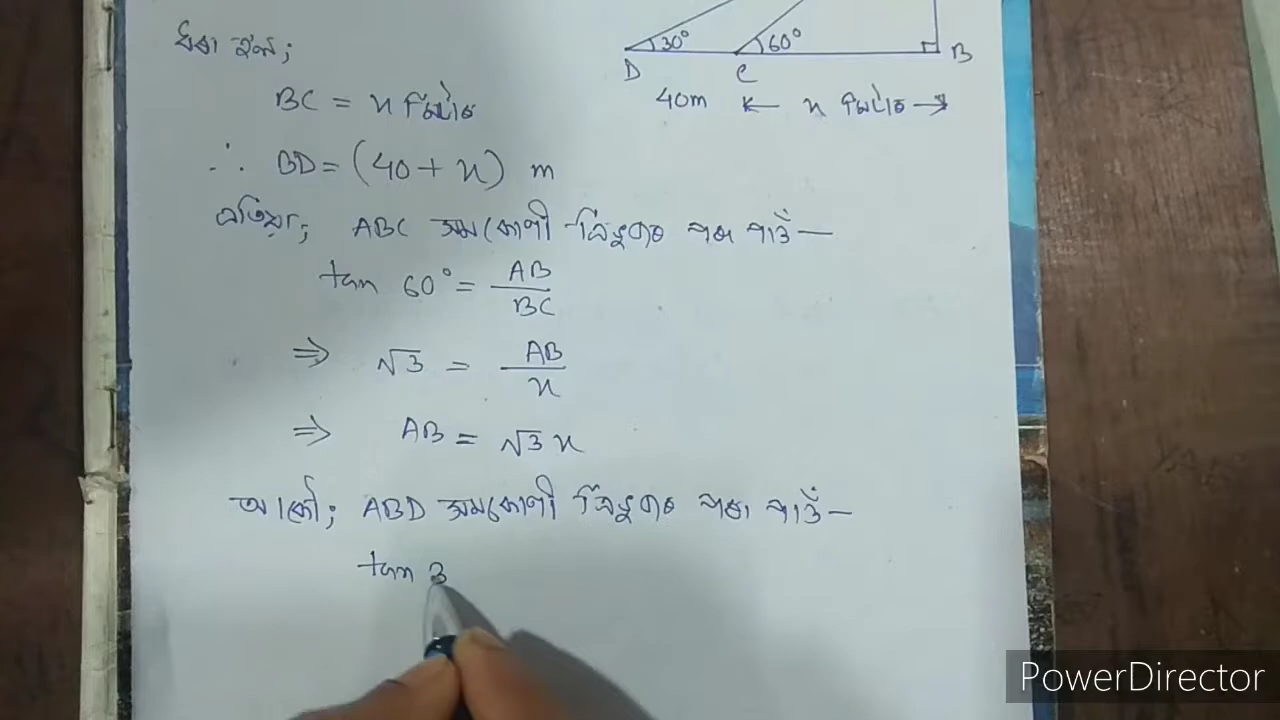 ধৰা হ'ল;
30° 60°
D C B
BC = x মিটাৰ
40m ← x মিটাৰ →
∴ BD = (40 + x) m
এতিয়া; ABC সমকোণী ত্ৰিভুজৰ পৰা পাওঁ—
tan 60° = AB/BC
⇒ √3 = AB/x
⇒ AB = √3 x
আকৌ; ABD সমকোণী ত্ৰিভুজৰ পৰা পাওঁ—
tan 3
PowerDirector